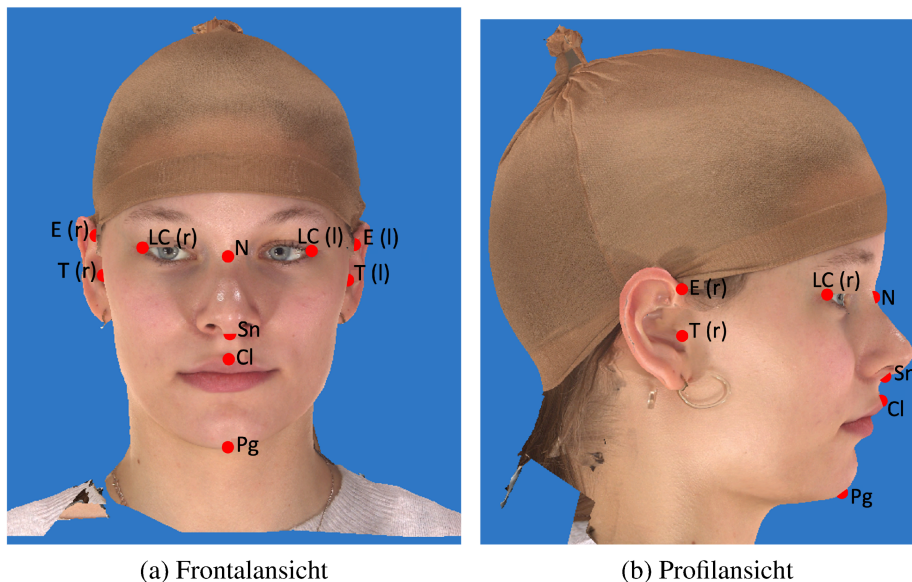 E (r)
LC (r)
N
LC (l)
E (l)
T (r)
T (l)
Sn
Cl
Pg
E (r)
LC (r)
N
T (r)
Sn
Cl
Pg
(a) Frontalansicht
(b) Profilansicht